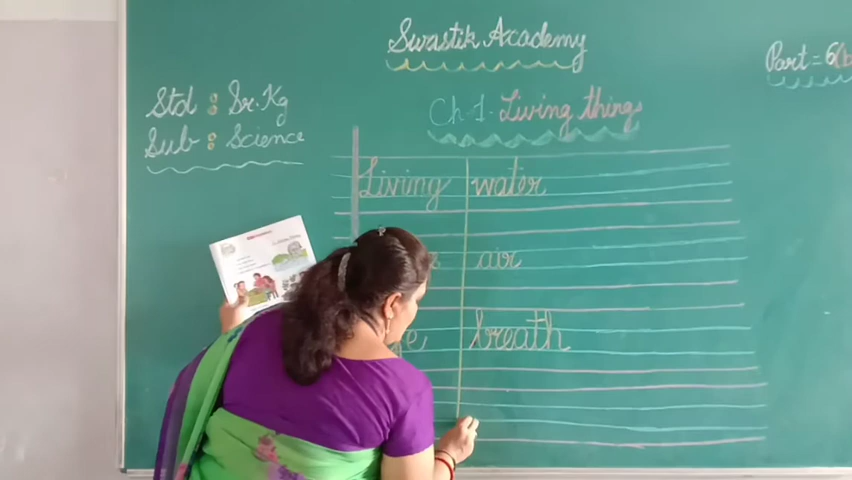 Swastik Academy
Part = 6(b
Std : Sr. Kg
Sub : Science
Ch-1. Living things
Living water
air
breath